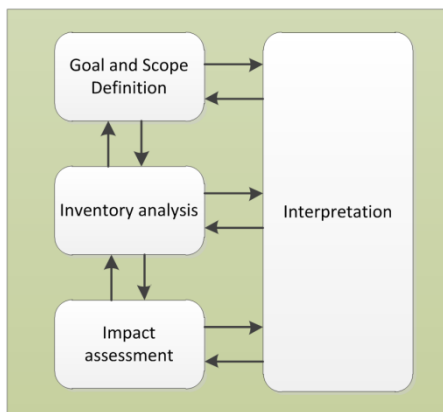 Goal and Scope
Definition
Inventory analysis
Interpretation
Impact
assessment